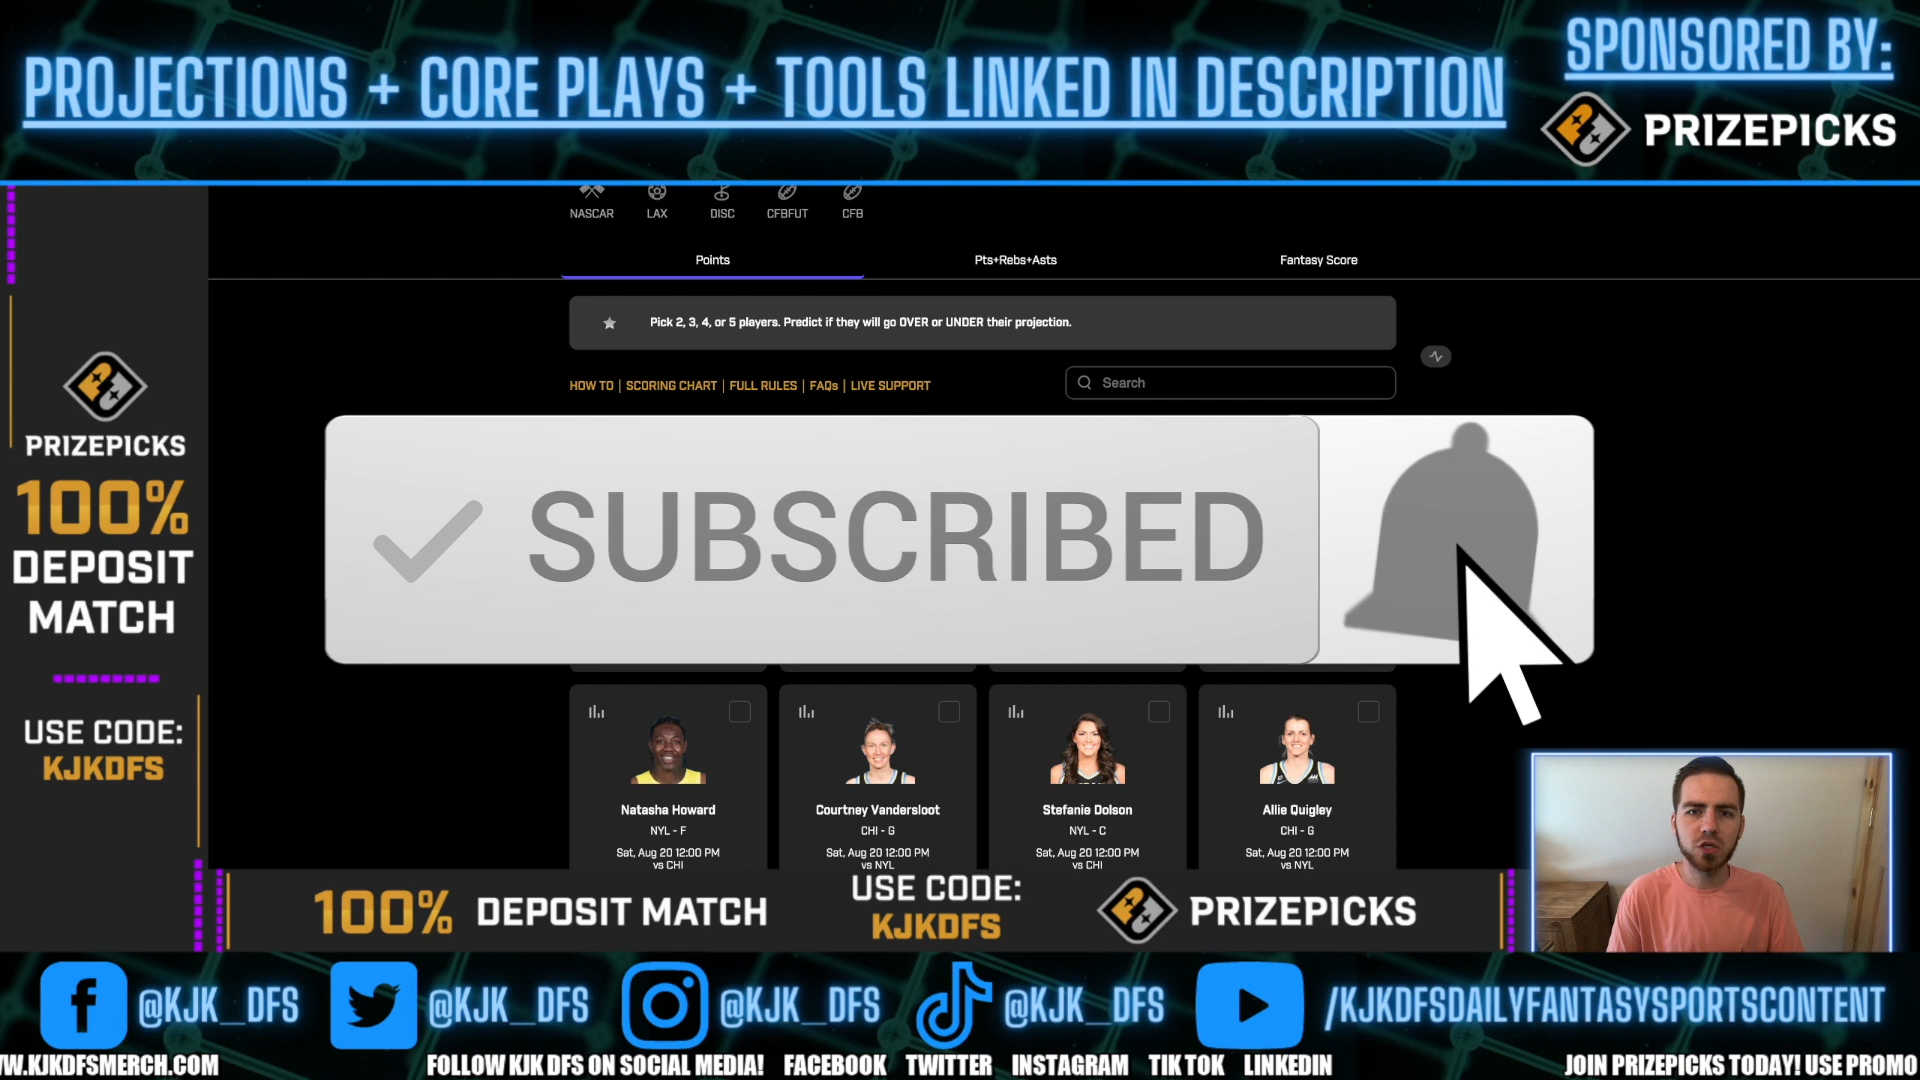 PROJECTIONS + CORE PLAYS + TOOLS LINKED IN DESCRIPTION
SPONSORED BY:
PRIZEPICKS
NASCAR
LAX
DISC
CFBFUT
CFB
Points
Pts+Rebs+Asts
Fantasy Score
Pick 2, 3, 4, or 5 players. Predict if they will go OVER or UNDER their projection.
HOW TO | SCORING CHART | FULL RULES | FAQs | LIVE SUPPORT
Search
PRIZEPICKS
100%
DEPOSIT
MATCH
USE CODE:
KJKDFS
SUBSCRIBED
Natasha Howard
NYL - F
Sat, Aug 20 12:00 PM
vs CHI
Courtney Vandersloot
CHI - G
Sat, Aug 20 12:00 PM
vs NYL
Stefanie Dolson
NYL - C
Sat, Aug 20 12:00 PM
vs CHI
Allie Quigley
CHI - G
Sat, Aug 20 12:00 PM
vs NYL
100% DEPOSIT MATCH
USE CODE:
KJKDFS
PRIZEPICKS
@KJK_DFS
@KJK_DFS
@KJK_DFS
@KJK_DFS
/KJKDFSDAILYFANTASYSPORTSCONTENT
W.KJKDFSMERCH.COM
FOLLOW KJK DFS ON SOCIAL MEDIA! FACEBOOK TWITTER INSTAGRAM TIK TOK LINKEDIN
JOIN PRIZEPICKS TODAY! USE PROMO